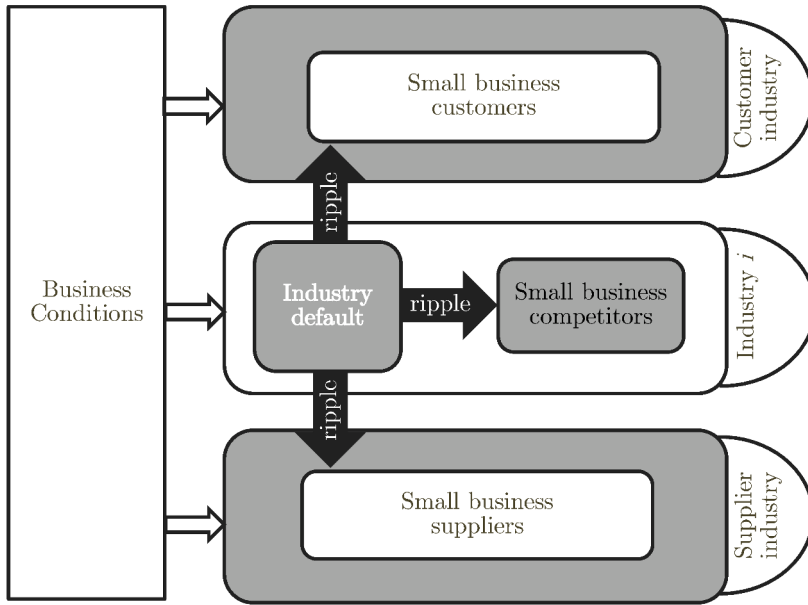 Small business
customers
Customer
industry
ripple
Business
Conditions
Industry
default
ripple
Small business
competitors
Industry i
ripple
Small business
suppliers
Supplier
industry